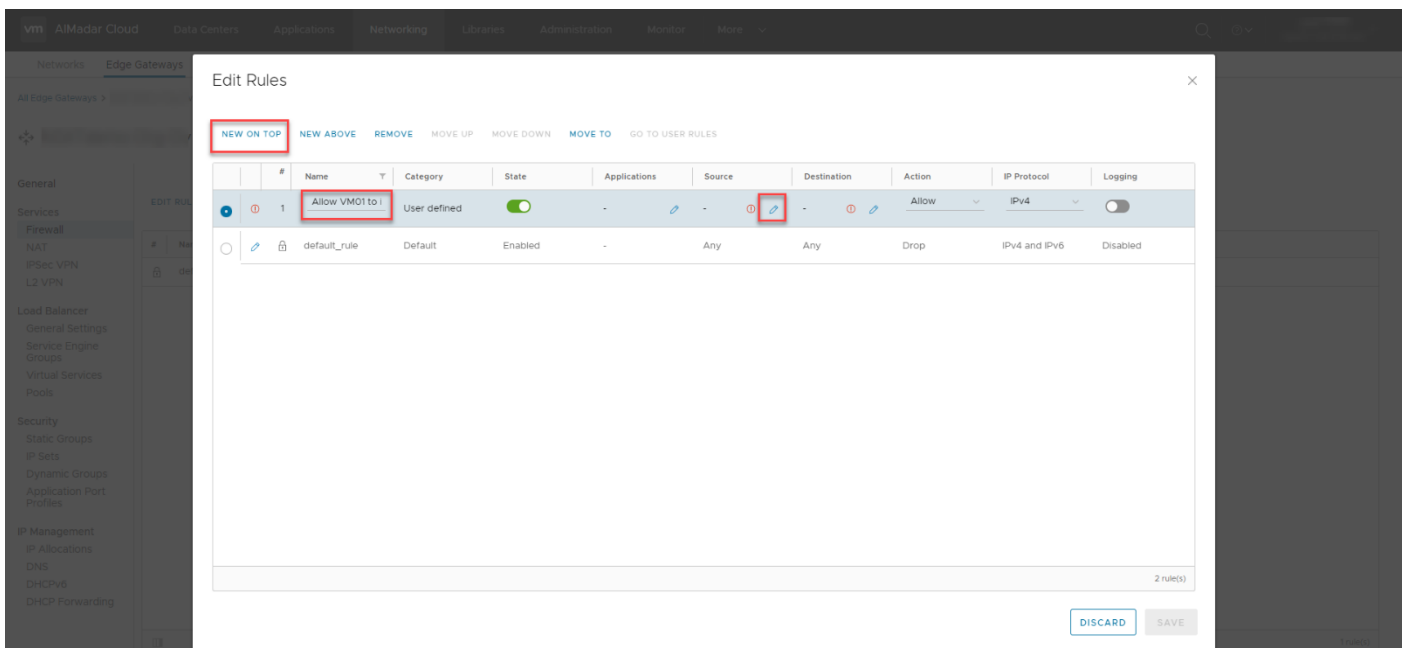 vm AlMadar Cloud Data Centers Applications Networking Libraries Administration Monitor More
Networks Edge Gateways
All Edge Gateways >
General
Services
Firewall
NAT
IPSec VPN
L2 VPN
Load Balancer
General Settings
Service Engine
Groups
Virtual Services
Pools
Security
Static Groups
IP Sets
Dynamic Groups
Application Port
Profiles
IP Management
IP Allocations
DNS
DHCPv6
DHCP Forwarding
EDIT RUL
#
Edit Rules
NEW ON TOP NEW ABOVE REMOVE MOVE UP MOVE DOWN MOVE TO GO TO USER RULES
# Name Category State Applications Source Destination Action IP Protocol Logging
1 Allow VM01 to i User defined - - - Allow IPv4
default_rule Default Enabled - Any Any Drop IPv4 and IPv6 Disabled
2 rule(s)
DISCARD SAVE
1 rule(s)